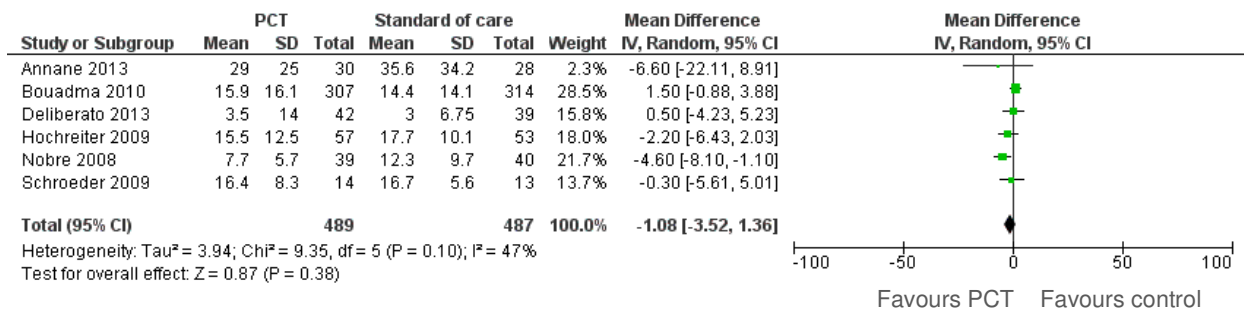 PCT Standard of care Mean Difference Mean Difference
Study or Subgroup Mean SD Total Mean SD Total Weight IV, Random, 95% CI IV, Random, 95% CI
Annane 2013 29 25 30 35.6 34.2 28 2.3% -6.60 [-22.11, 8.91]
Bouadma 2010 15.9 16.1 307 14.4 14.1 314 28.5% 1.50 [-0.88, 3.88]
Deliberato 2013 3.5 14 42 3 6.75 39 15.8% 0.50 [-4.23, 5.23]
Hochreiter 2009 15.5 12.5 57 17.7 10.1 53 18.0% -2.20 [-6.43, 2.03]
Nobre 2008 7.7 5.7 39 12.3 9.7 40 21.7% -4.60 [-8.10, -1.10]
Schroeder 2009 16.4 8.3 14 16.7 5.6 13 13.7% -0.30 [-5.61, 5.01]
Total (95% CI) 489 487 100.0% -1.08 [-3.52, 1.36]
Heterogeneity: Tau² = 3.94; Chi² = 9.35, df = 5 (P = 0.10); I² = 47%
Test for overall effect: Z = 0.87 (P = 0.38)
-100 -50 0 50 100
Favours PCT Favours control